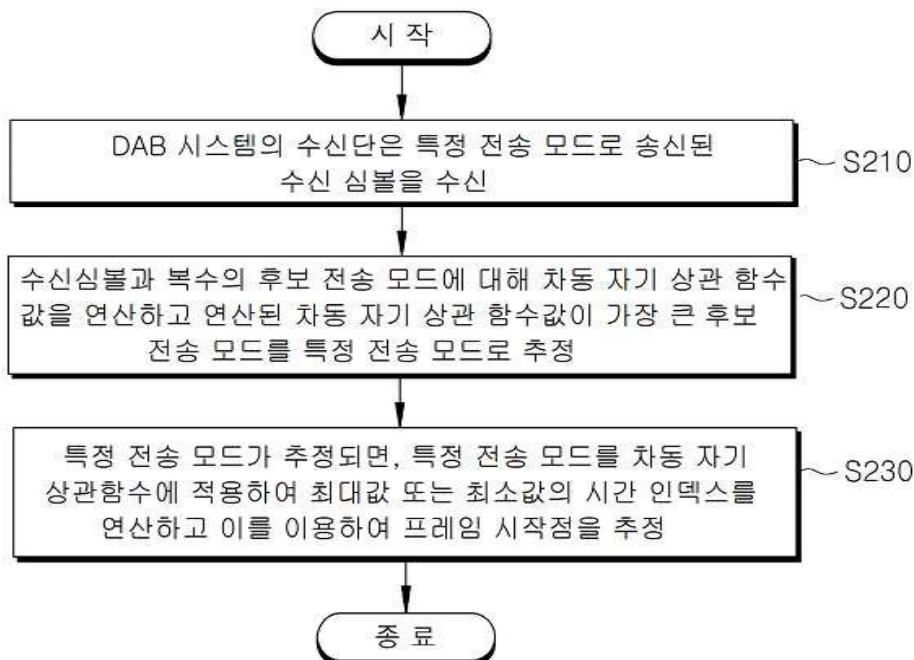 시 작
DAB 시스템의 수신단은 특정 전송 모드로 송신된
수신 심볼을 수신
S210
수신심볼과 복수의 후보 전송 모드에 대해 차동 자기 상관 함수
값을 연산하고 연산된 차동 자기 상관 함수값이 가장 큰 후보
전송 모드를 특정 전송 모드로 추정
S220
특정 전송 모드가 추정되면, 특정 전송 모드를 차동 자기
상관함수에 적용하여 최대값 또는 최소값의 시간 인덱스를
연산하고 이를 이용하여 프레임 시작점을 추정
S230
종 료